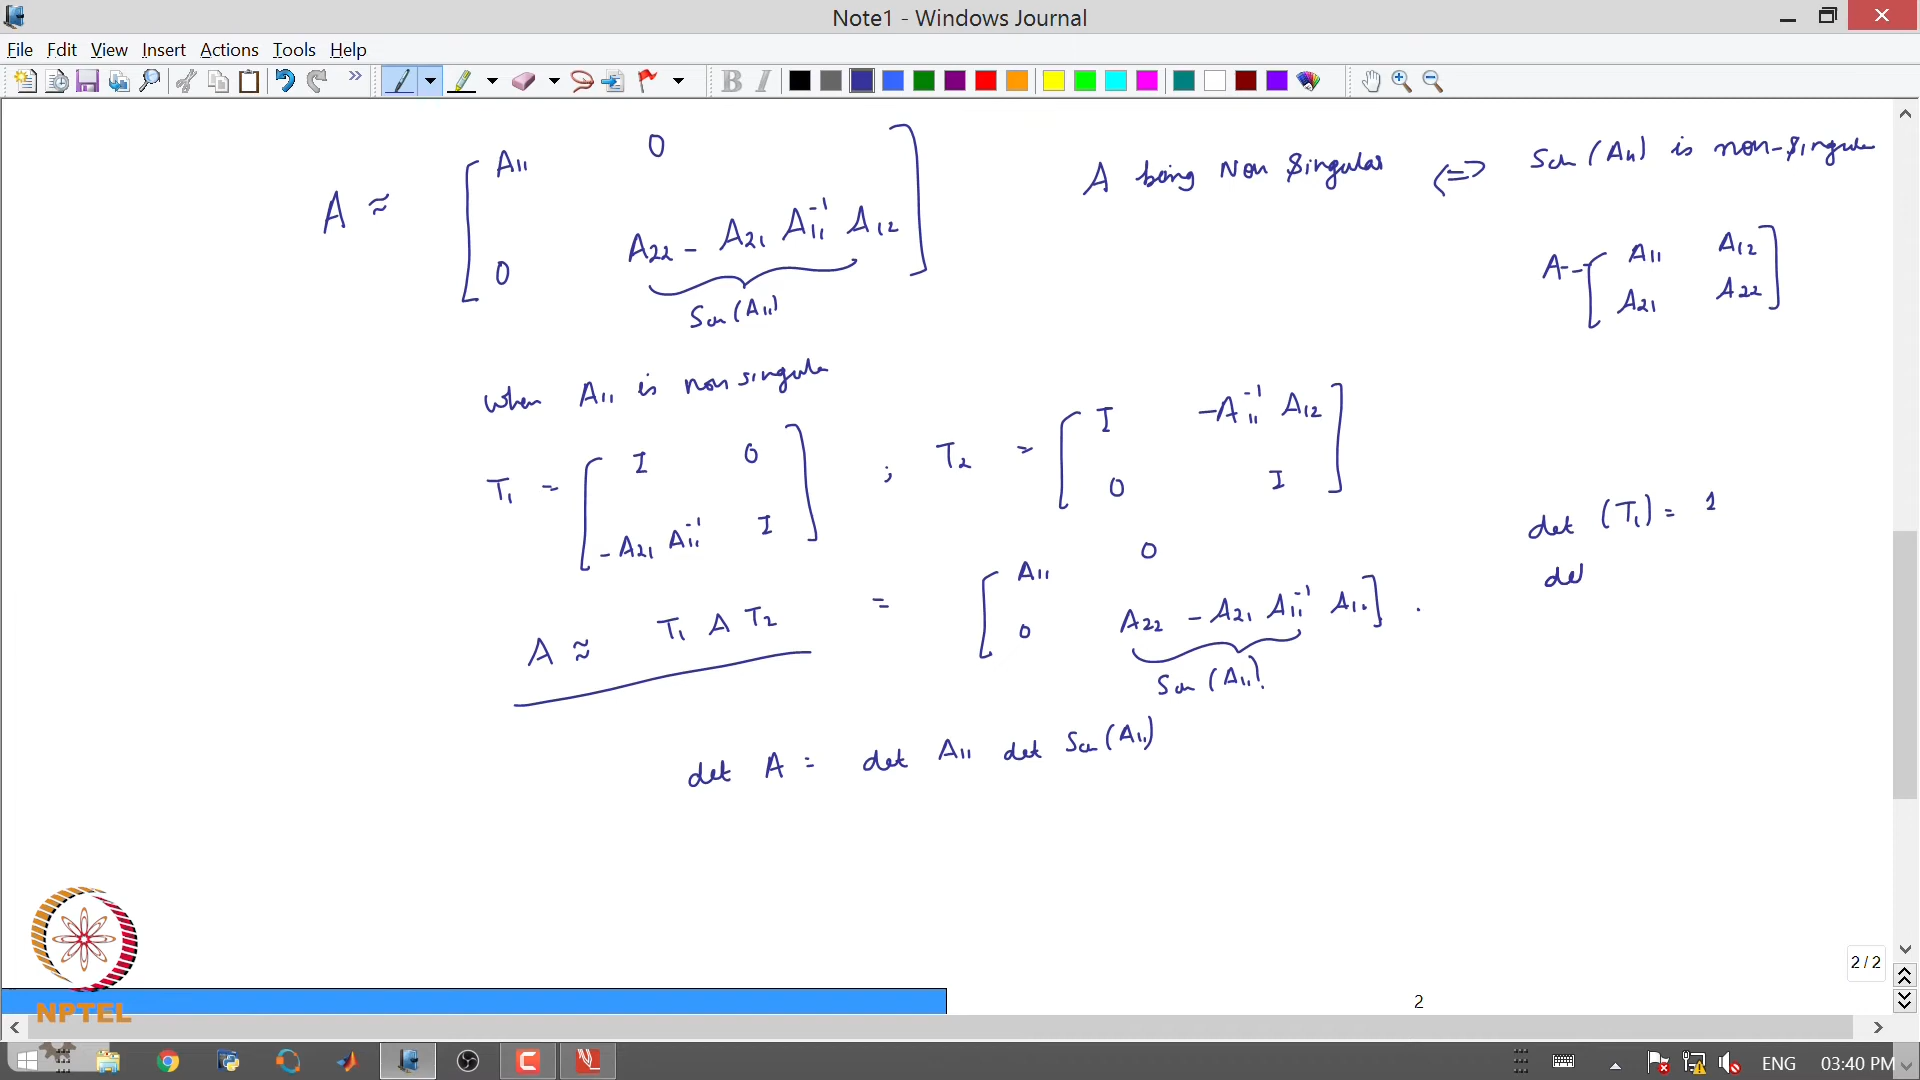 Note1 - Windows Journal
File Edit View Insert Actions Tools Help
B I
A ≈ [ A₁₁ 0
0 A₂₂ - A₂₁ A₁₁⁻¹ A₁₂ ]
Sch (A₁₁)
A being Non Singular <=> Sch (A₁₁) is non-singular
A = [ A₁₁ A₁₂
A₂₁ A₂₂ ]
when A₁₁ is non singular
T₁ = [ I 0
-A₂₁ A₁₁⁻¹ I ] ; T₂ = [ I -A₁₁⁻¹ A₁₂
0 I ]
det (T₁) = 1
det
A ≈ T₁ A T₂ = [ A₁₁ 0
0 A₂₂ - A₂₁ A₁₁⁻¹ A₁₂ ] .
Sch (A₁₁).
det A = det A₁₁ det Sch (A₁₁)
2 / 2
2
NPTEL
ENG 03:40 PM